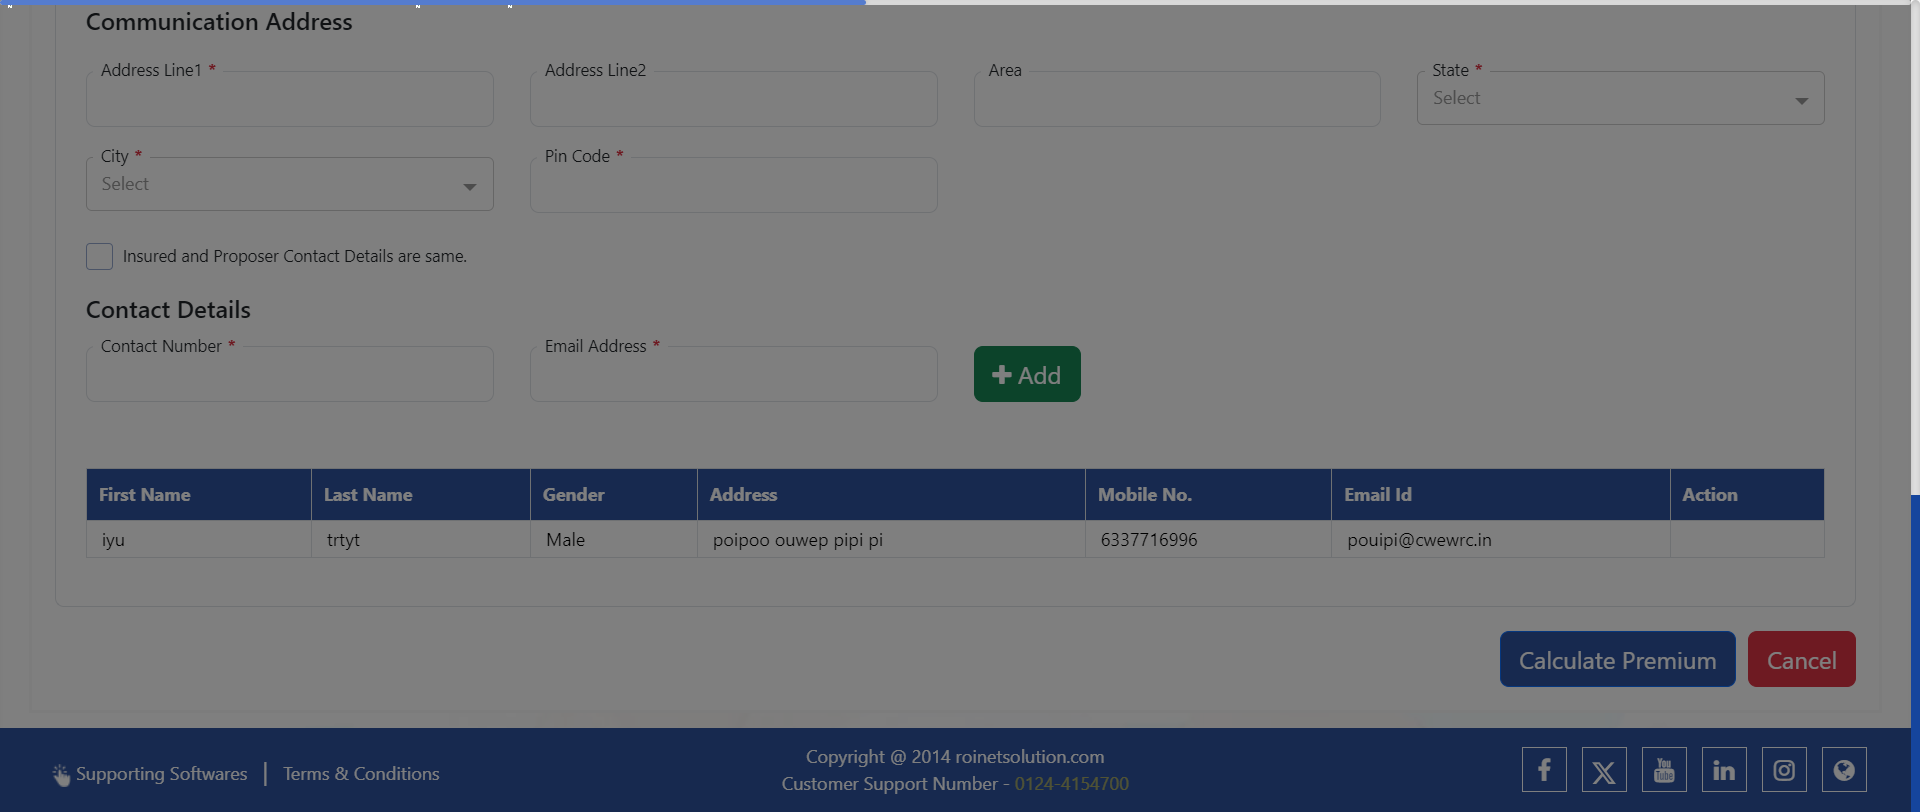 Communication Address
Address Line1 *
Address Line2
Area
State *
Select
City *
Select
Pin Code *
Insured and Proposer Contact Details are same.
Contact Details
Contact Number *
Email Address *
Add
First Name Last Name Gender Address Mobile No. Email Id Action
iyu trtyt Male poipoo ouwep pipi pi 6337716996 pouipi@cwewrc.in
Calculate Premium
Cancel
Supporting Softwares | Terms & Conditions
Copyright @ 2014 roinetsolution.com
Customer Support Number - 0124-4154700
You Tube